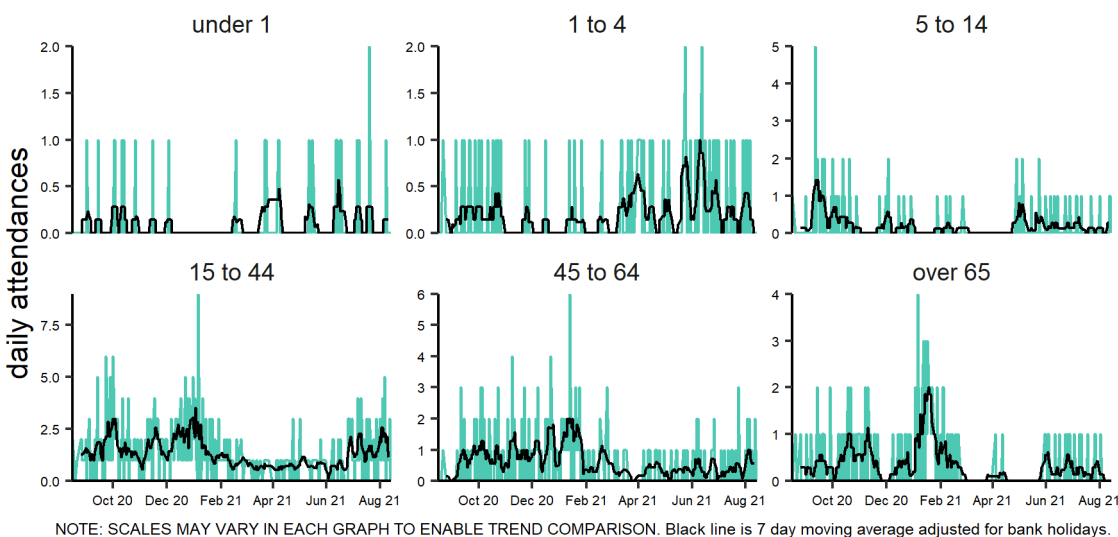 under 1
1 to 4
5 to 14
2.0
1.5
1.0
0.5
0.0
2.0
1.5
1.0
0.5
0.0
5
4
3
2
1
0
daily attendances
15 to 44
45 to 64
over 65
7.5
5.0
2.5
0.0
6
5
4
3
2
1
0
4
3
2
1
0
Oct 20 Dec 20 Feb 21 Apr 21 Jun 21 Aug 21
Oct 20 Dec 20 Feb 21 Apr 21 Jun 21 Aug 21
Oct 20 Dec 20 Feb 21 Apr 21 Jun 21 Aug 21
NOTE: SCALES MAY VARY IN EACH GRAPH TO ENABLE TREND COMPARISON. Black line is 7 day moving average adjusted for bank holidays.